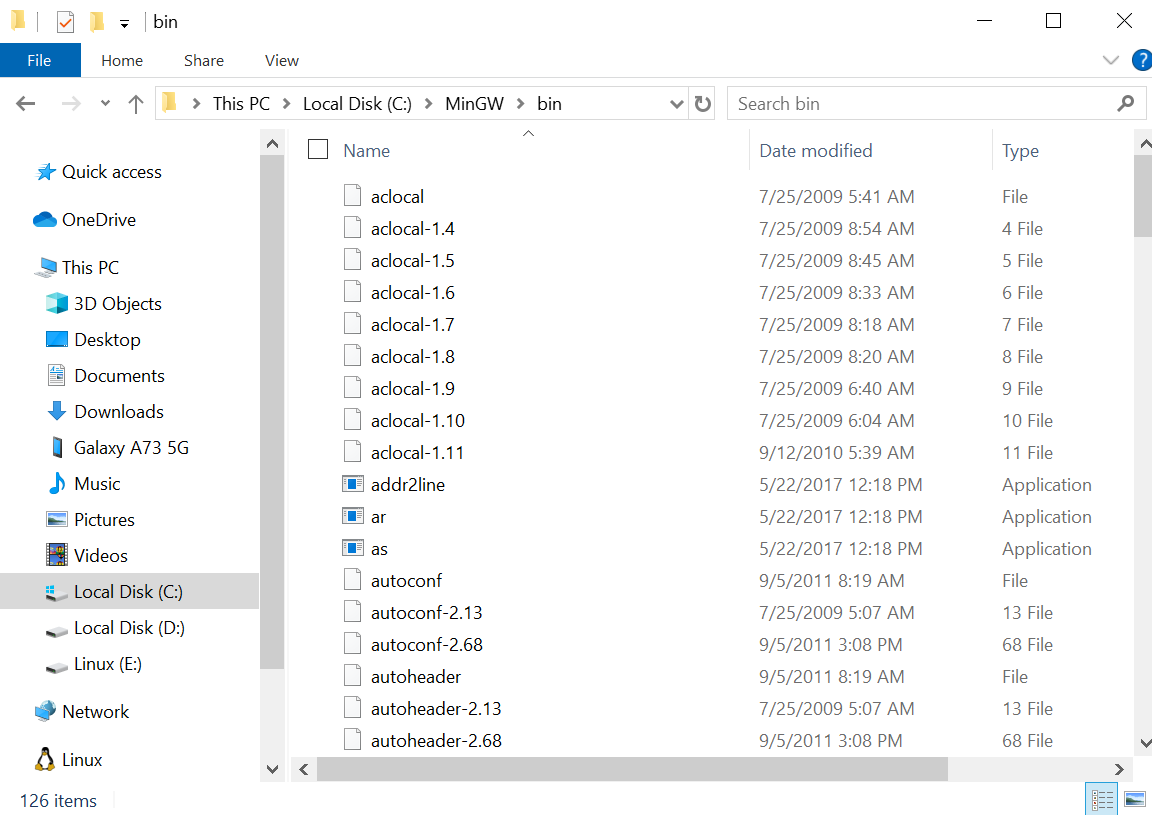 bin
File Home Share View ?
This PC Local Disk (C:) MinGW bin Search bin
Name Date modified Type
Quick access
OneDrive
This PC
3D Objects
Desktop
Documents
Downloads
Galaxy A73 5G
Music
Pictures
Videos
Local Disk (C:)
Local Disk (D:)
Linux (E:)
Network
Linux
aclocal 7/25/2009 5:41 AM File
aclocal-1.4 7/25/2009 8:54 AM 4 File
aclocal-1.5 7/25/2009 8:45 AM 5 File
aclocal-1.6 7/25/2009 8:33 AM 6 File
aclocal-1.7 7/25/2009 8:18 AM 7 File
aclocal-1.8 7/25/2009 8:20 AM 8 File
aclocal-1.9 7/25/2009 6:40 AM 9 File
aclocal-1.10 7/25/2009 6:04 AM 10 File
aclocal-1.11 9/12/2010 5:39 AM 11 File
addr2line 5/22/2017 12:18 PM Application
ar 5/22/2017 12:18 PM Application
as 5/22/2017 12:18 PM Application
autoconf 9/5/2011 8:19 AM File
autoconf-2.13 7/25/2009 5:07 AM 13 File
autoconf-2.68 9/5/2011 3:08 PM 68 File
autoheader 9/5/2011 8:19 AM File
autoheader-2.13 7/25/2009 5:07 AM 13 File
autoheader-2.68 9/5/2011 3:08 PM 68 File
126 items